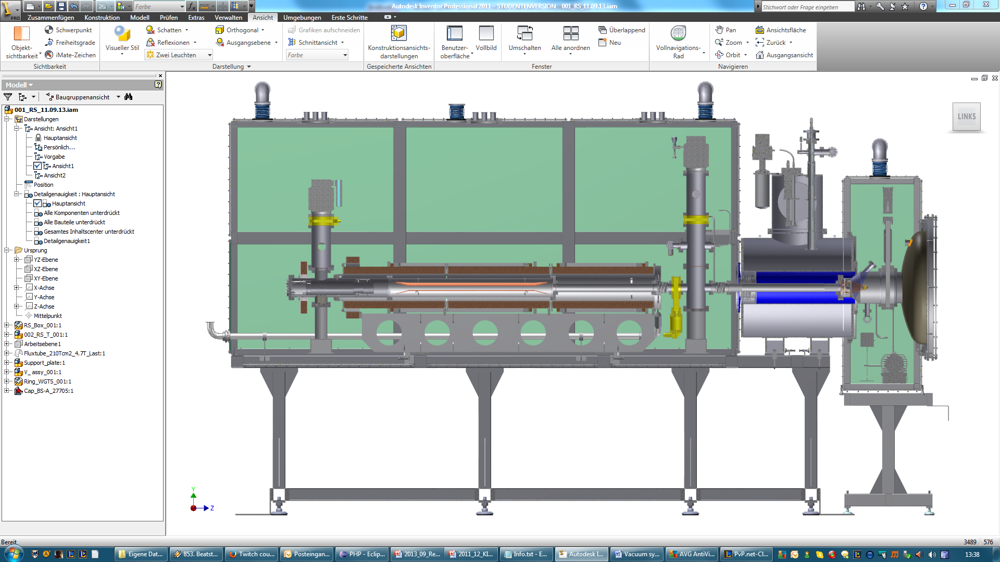 Autodesk Inventor Professional 2011 - STUDENTENVERSION 001_RS_11.09.13.iam
Farbe
Stichwort oder Frage eingeben
PRO
Zusammenfügen Konstruktion Modell Prüfen Extras Verwalten Ansicht Umgebungen Erste Schritte
Objekt-
sichtbarkeit
Schwerpunkt
Freiheitsgrade
iMate-Zeichen
Sichtbarkeit
Visueller Stil
Schatten
Reflexionen
Zwei Leuchten
Orthogonal
Ausgangsebene
Darstellung
Grafiken aufschneiden
Schnittansicht
Farbe
Konstruktionsansichts-
darstellungen
Gespeicherte Ansichten
Benutzer-
oberfläche
Vollbild
Umschalten
Alle anordnen
Überlappend
Neu
Fenster
Vollnavigations-
Rad
Pan
Zoom
Orbit
Ansichtsfläche
Zurück
Ausgangsansicht
Navigieren
Modell
Baugruppenansicht
001_RS_11.09.13.iam
Darstellungen
Ansicht: Ansicht1
Hauptansicht
Persönlich...
Vorgabe
Ansicht1
Ansicht2
Position
Detailgenauigkeit : Hauptansicht
Hauptansicht
Alle Komponenten unterdrückt
Alle Bauteile unterdrückt
Gesamtes Inhaltscenter unterdrückt
Detailgenauigkeit1
Ursprung
YZ-Ebene
XZ-Ebene
XY-Ebene
X-Achse
Y-Achse
Z-Achse
Mittelpunkt
RS_Box_001:1
002_RS_T_001:1
Arbeitsebene1
Fluxtube_210Tcm2_4.7T_Last:1
Support_plate:1
V_ assy_001:1
Ring_WGTS_001:1
Cap_BS-A_27705:1
LINKS
Y
Z
Bereit
3489 576
Eigene Dat...
853. Beatst...
Twitch cou...
Posteingan...
PHP - Eclip...
2013_09_Re...
2011_12_KI...
Info.txt - E...
Autodesk I...
Vacuum sy...
AVG AntiVi...
PvP.net-Cl...
13:38